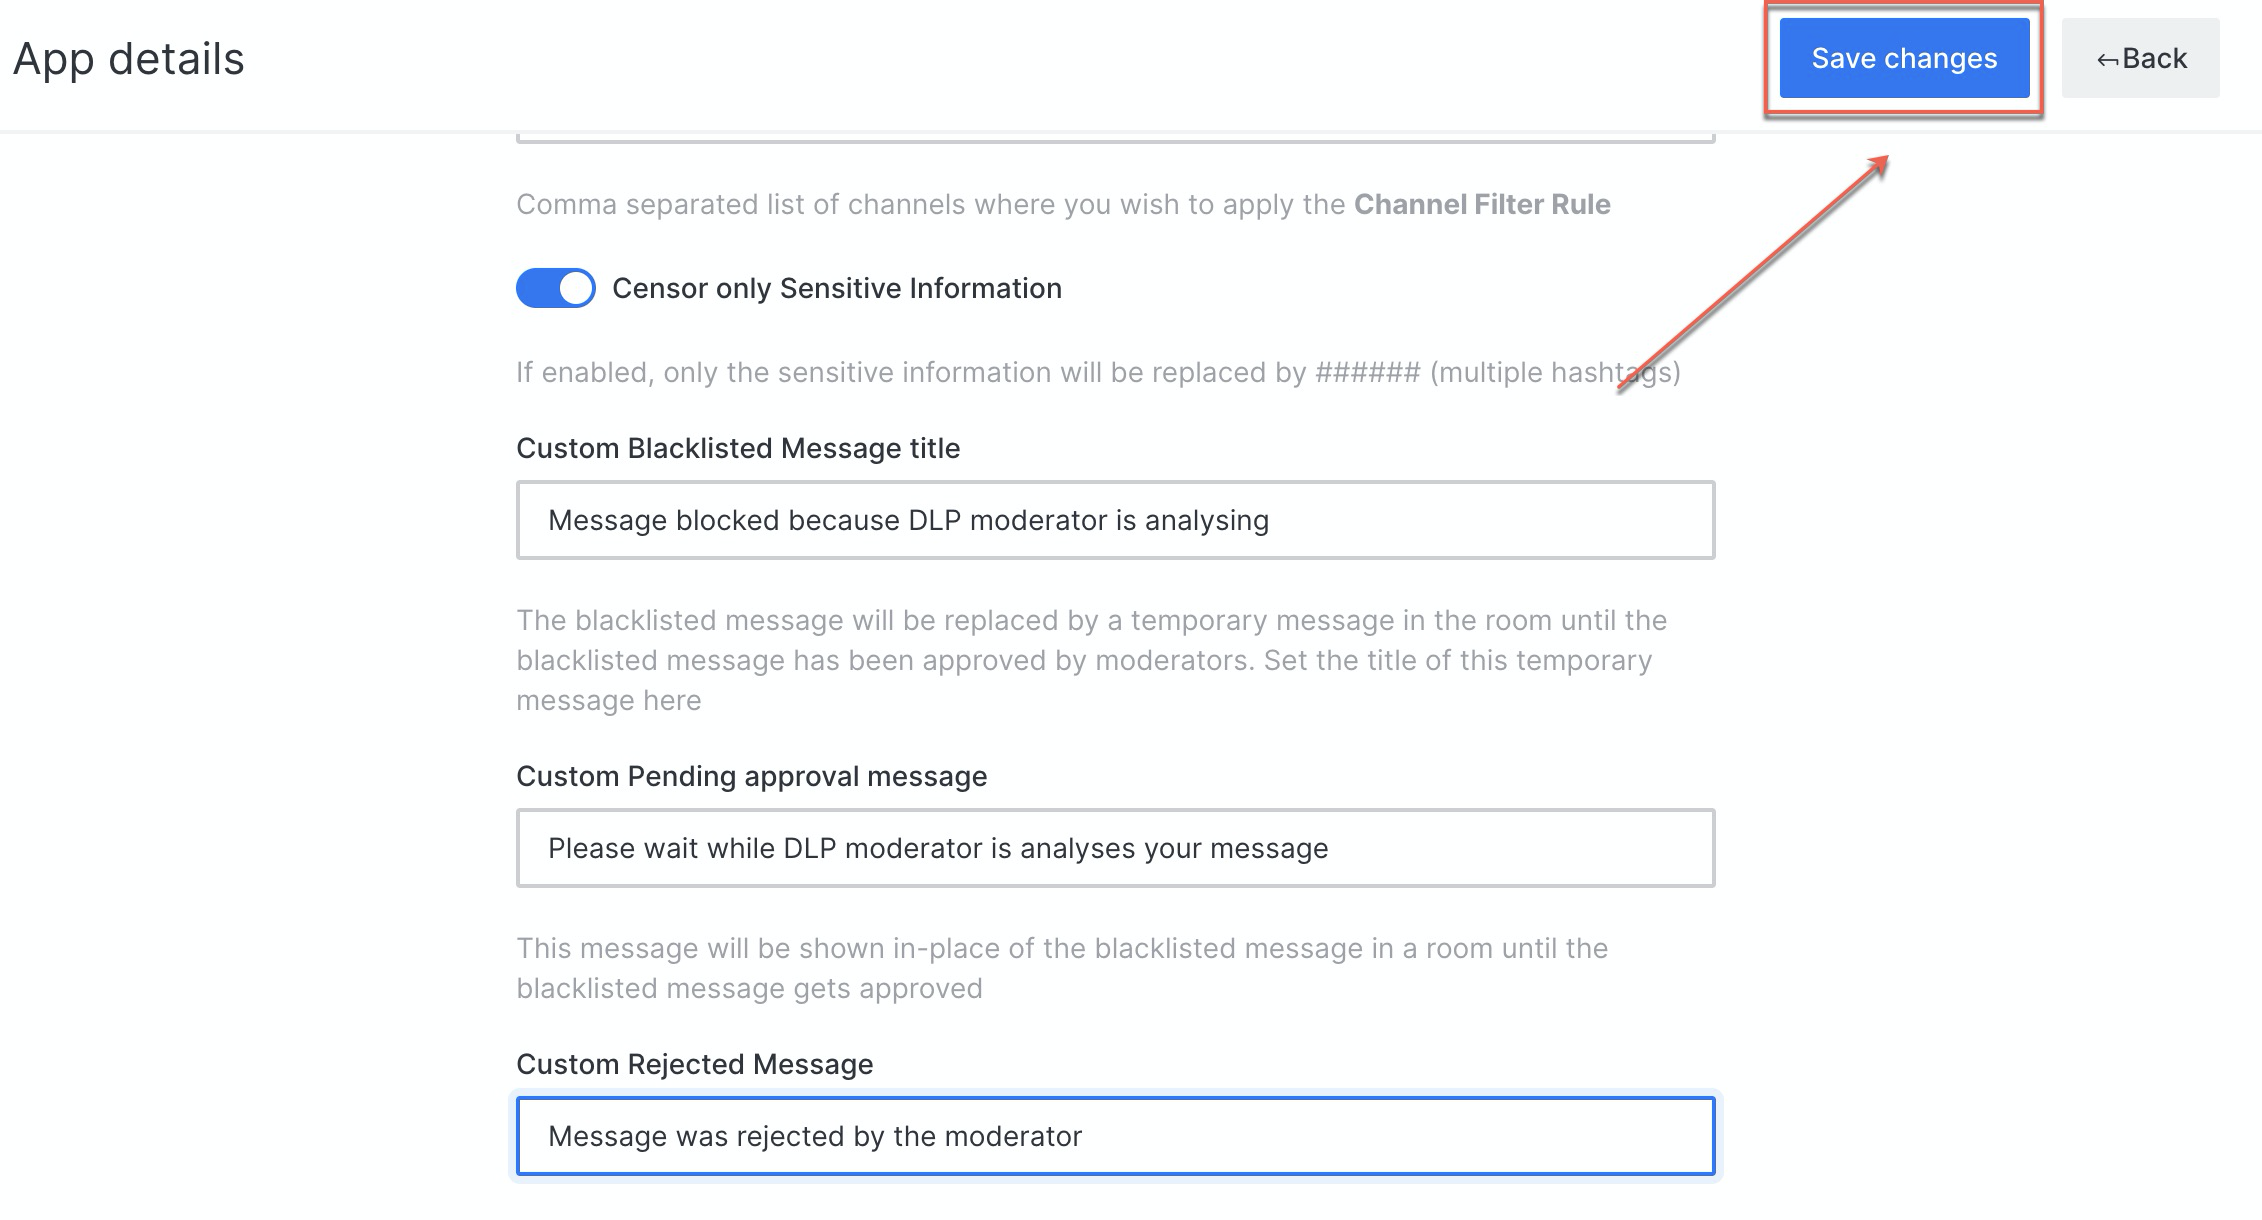 App details
Save changes
←Back
Comma separated list of channels where you wish to apply the Channel Filter Rule
Censor only Sensitive Information
If enabled, only the sensitive information will be replaced by ###### (multiple hashtags)
Custom Blacklisted Message title
Message blocked because DLP moderator is analysing
The blacklisted message will be replaced by a temporary message in the room until the
blacklisted message has been approved by moderators. Set the title of this temporary
message here
Custom Pending approval message
Please wait while DLP moderator is analyses your message
This message will be shown in-place of the blacklisted message in a room until the
blacklisted message gets approved
Custom Rejected Message
Message was rejected by the moderator